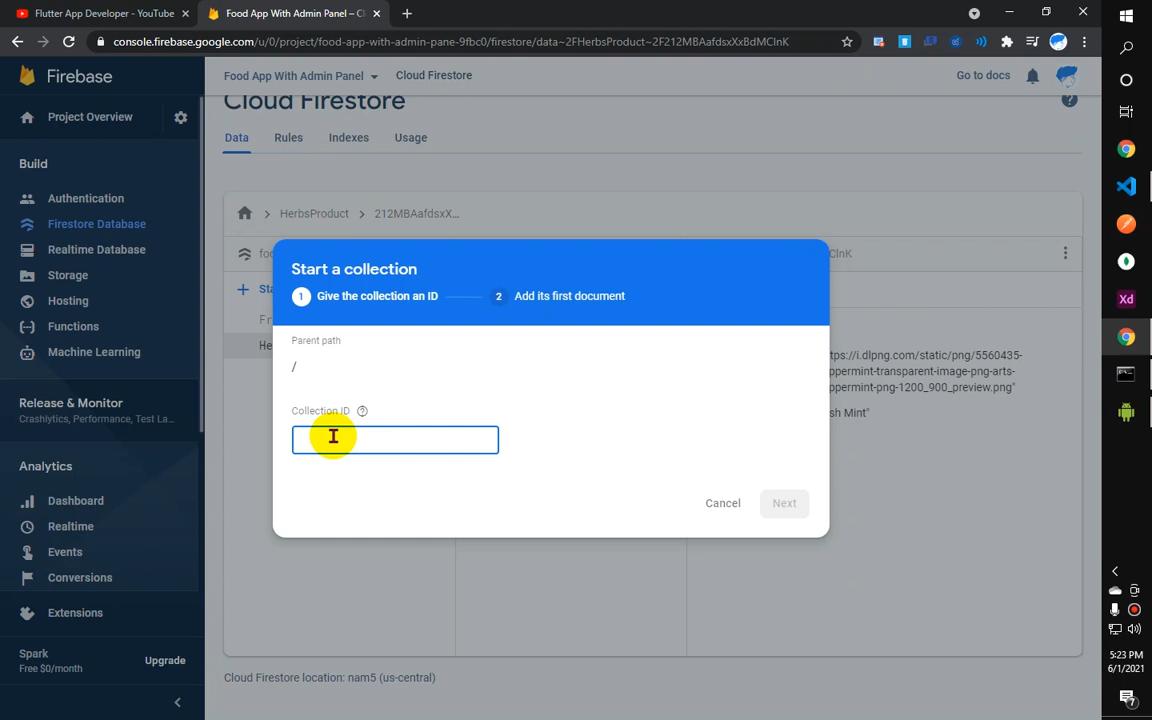 Flutter App Developer - YouTube
Food App With Admin Panel – Cl
console.firebase.google.com/u/0/project/food-app-with-admin-pane-9fbc0/firestore/data~2FHerbsProduct~2F212MBAafdsxXxBdMClnK
Firebase
Food App With Admin Panel
Cloud Firestore
Go to docs
Cloud Firestore
Project Overview
Data
Rules
Indexes
Usage
Build
Authentication
Firestore Database
Realtime Database
Storage
Hosting
Functions
Machine Learning
HerbsProduct
212MBAafdsxX...
foo
ClnK
Sta
Fr
He
Start a collection
1 Give the collection an ID
2 Add its first document
Parent path
/
Collection ID
Cancel
Next
tps://i.dlpng.com/static/png/5560435-
ppermint-transparent-image-png-arts-
ppermint-png-1200_900_preview.png"
sh Mint"
Release & Monitor
Crashlytics, Performance, Test La...
Analytics
Dashboard
Realtime
Events
Conversions
Extensions
Spark
Free $0/month
Upgrade
Cloud Firestore location: nam5 (us-central)
Xd
5:23 PM
6/1/2021
7